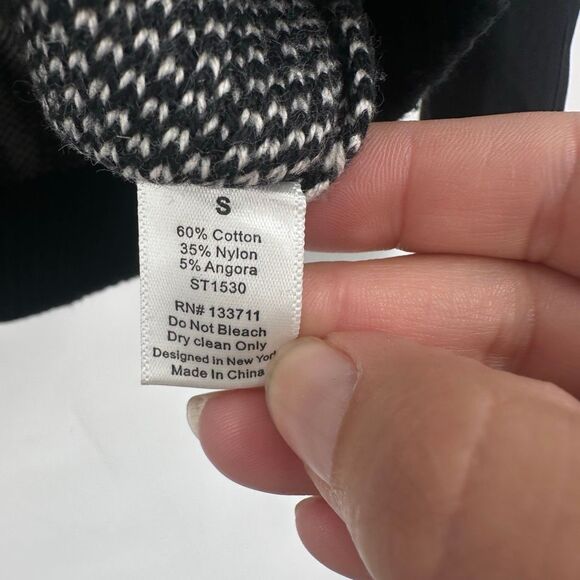 S
60% Cotton
35% Nylon
5% Angora
ST1530
RN# 133711
Do Not Bleach
Dry clean Only
Designed in New York
Made In China